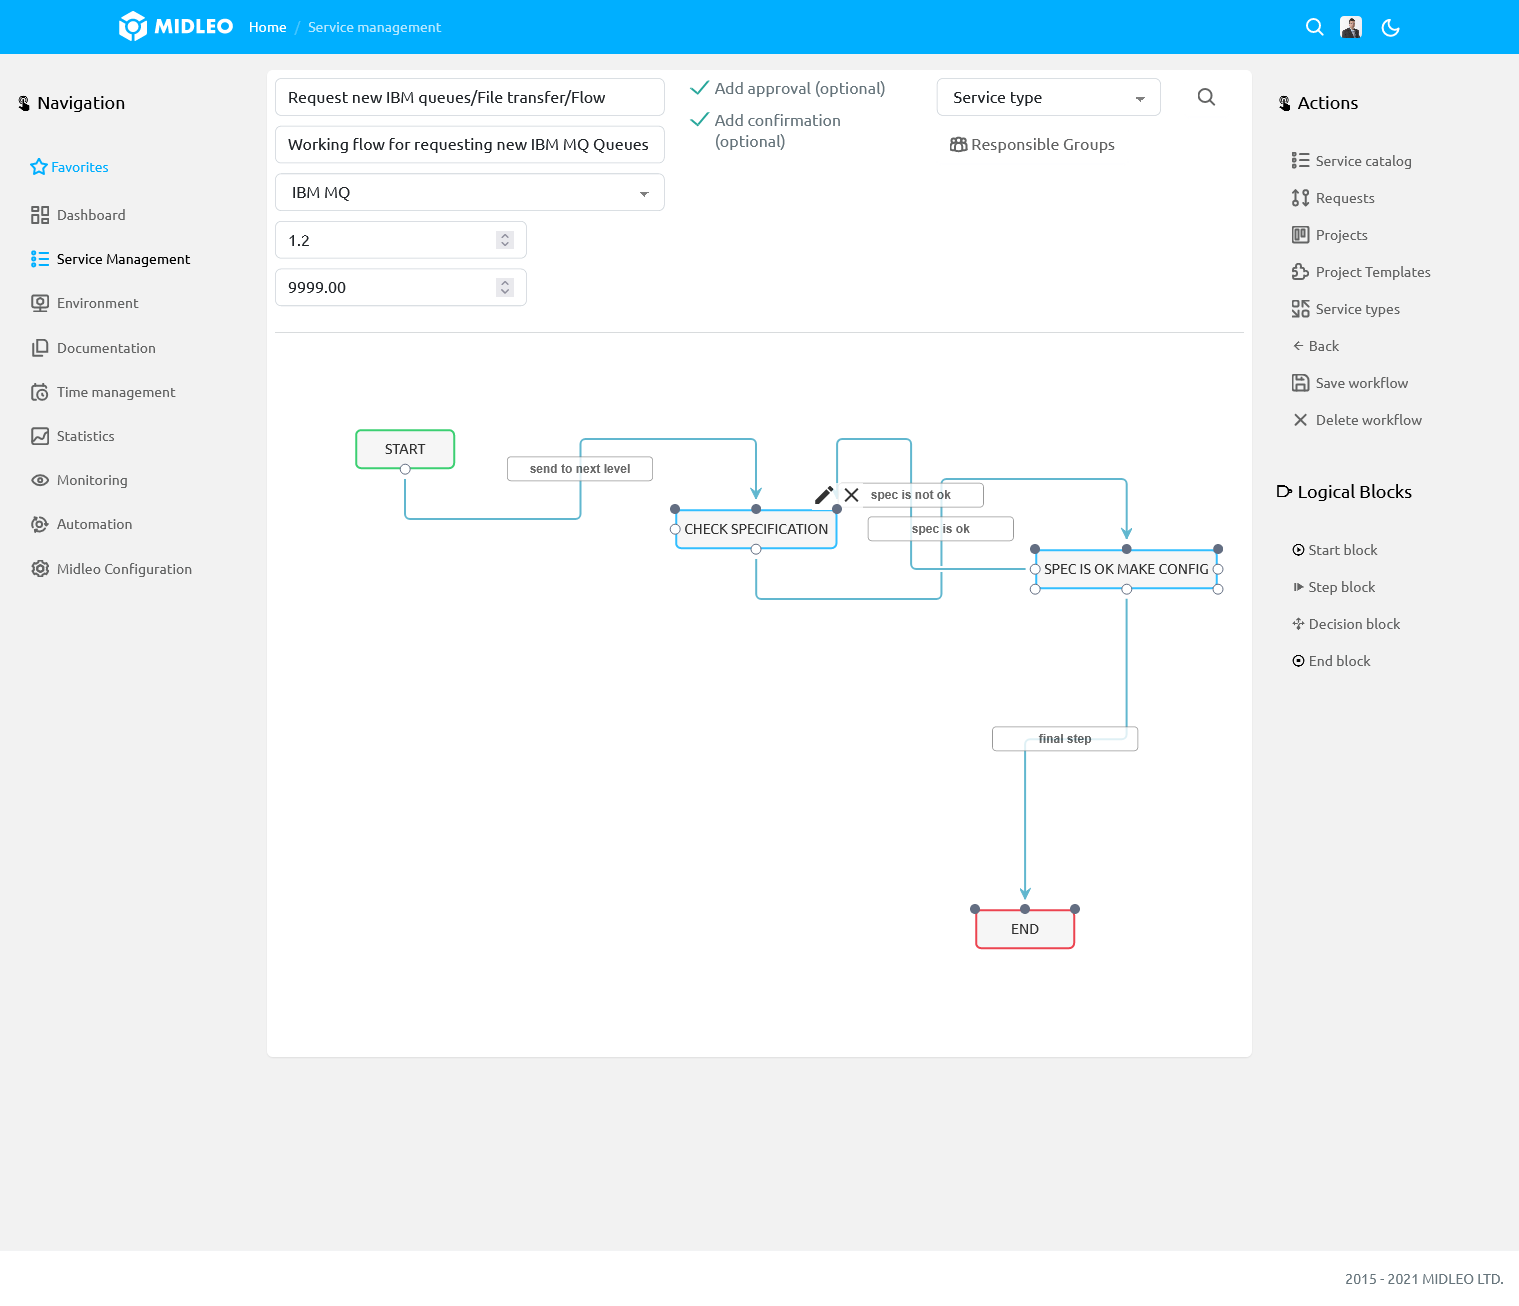 MIDLEO
Home / Service management
Navigation
Favorites
Dashboard
Service Management
Environment
Documentation
Time management
Statistics
Monitoring
Automation
Midleo Configuration
Request new IBM queues/File transfer/Flow
Working flow for requesting new IBM MQ Queues
IBM MQ
1.2
9999.00
Add approval (optional)
Add confirmation
(optional)
Service type
Responsible Groups
START
send to next level
CHECK SPECIFICATION
spec is not ok
spec is ok
SPEC IS OK MAKE CONFIG
final step
END
Actions
Service catalog
Requests
Projects
Project Templates
Service types
Back
Save workflow
Delete workflow
Logical Blocks
Start block
Step block
Decision block
End block
2015 - 2021 MIDLEO LTD.